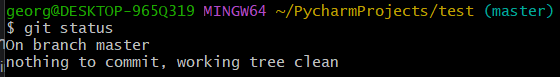 georg@DESKTOP-965Q319 MINGW64 ~/PycharmProjects/test (master)
$ git status
On branch master
nothing to commit, working tree clean